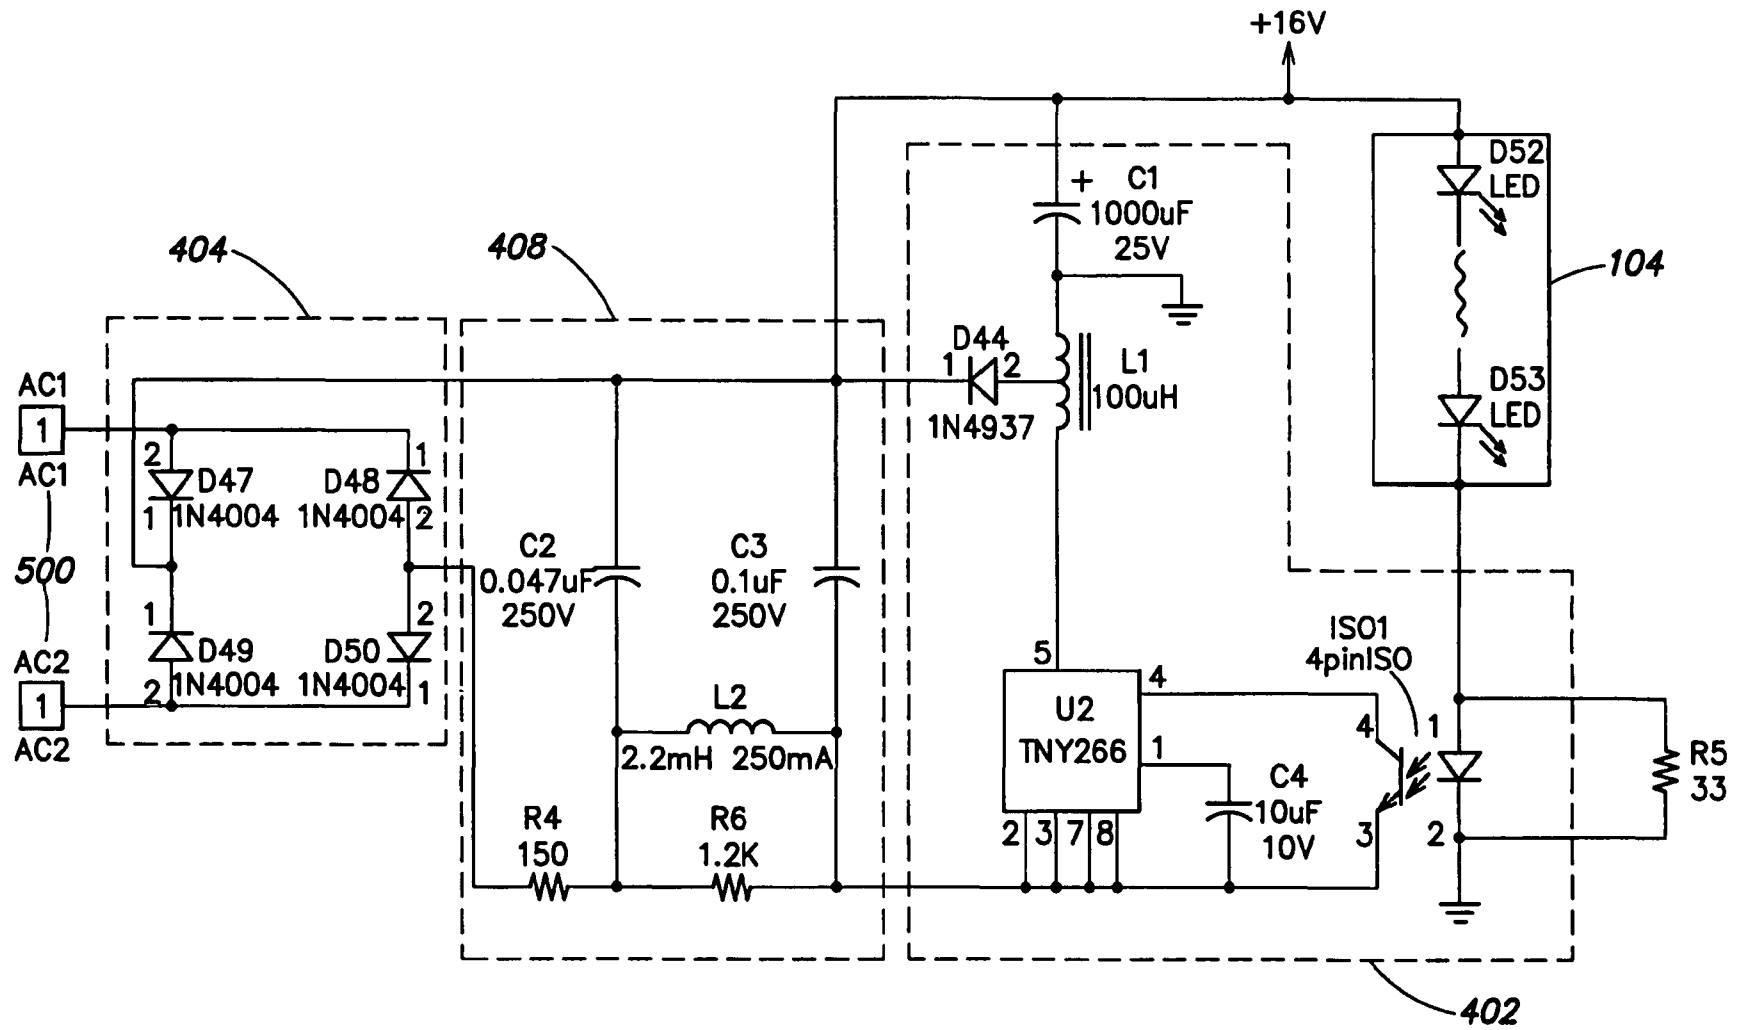 +16V
D52
LED
+ C1
1000uF
25V
404
408
104
D44
1 2
L1
100uH
1N4937
D53
LED
AC1
1
AC1
2
D47
1N4004
1
1
D48
1N4004
2
500
C2
0.047uF
250V
C3
0.1uF
250V
1
D49
1N4004
2
2
D50
1N4004
1
AC2
1
AC2
ISO1
4pinISO
5
U2
TNY266
4
1
4
1
L2
2.2mH 250mA
R5
33
C4
10uF
10V
R4
150
R6
1.2K
2 3 7 8
3
2
402